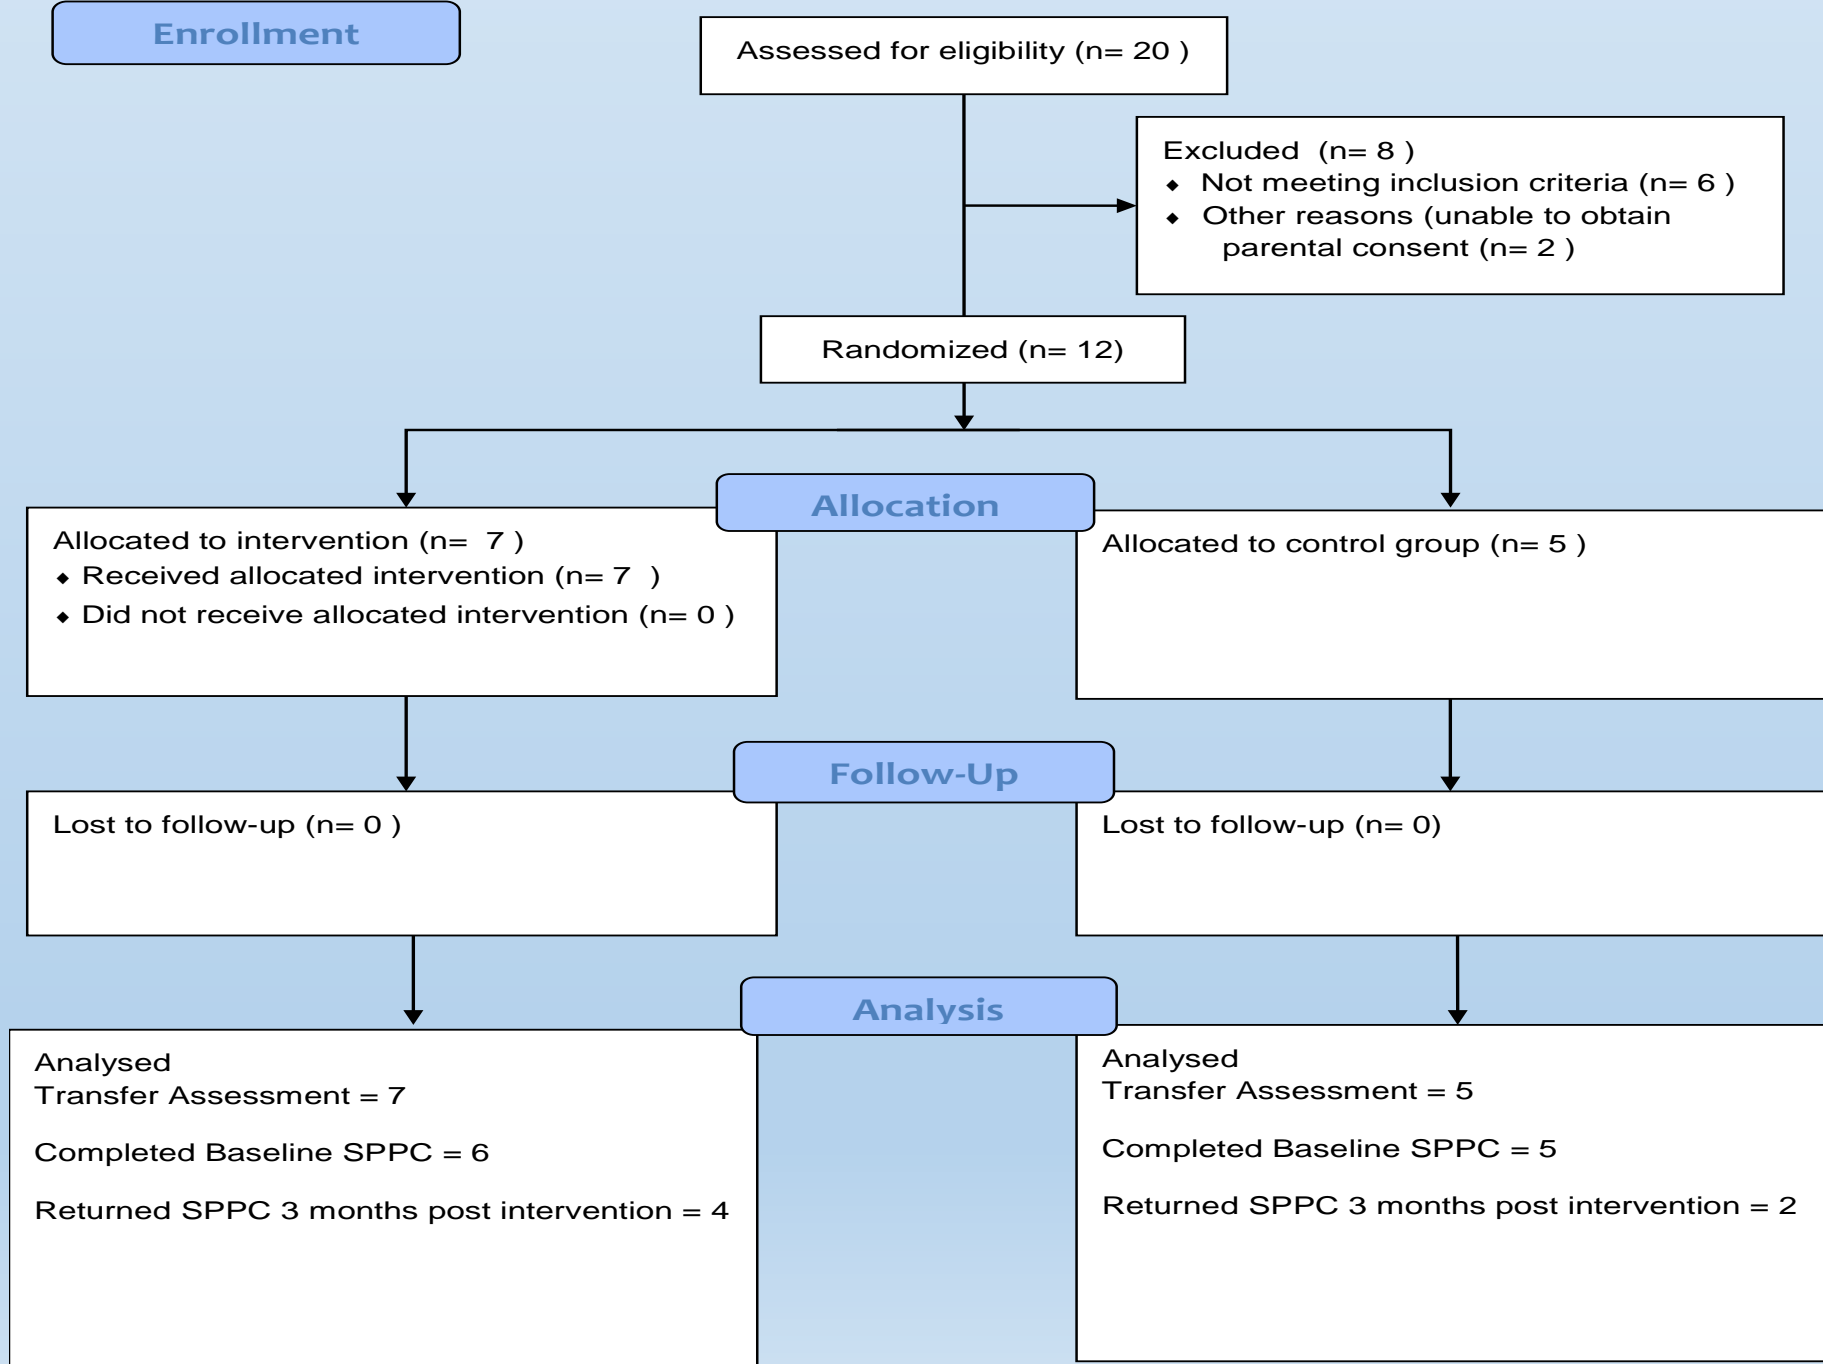 Enrollment
Assessed for eligibility (n= 20 )
Excluded  (n= 8 )
⬥ Not meeting inclusion criteria (n= 6 )
⬥ Other reasons (unable to obtain
parental consent (n= 2 )
Randomized (n= 12)
Allocation
Allocated to intervention (n=  7 )
⬥ Received allocated intervention (n= 7  )
⬥ Did not receive allocated intervention (n= 0 )
Allocated to control group (n= 5 )
Follow-Up
Lost to follow-up (n= 0 )
Lost to follow-up (n= 0)
Analysis
Analysed
Transfer Assessment = 7
Completed Baseline SPPC = 6
Returned SPPC 3 months post intervention = 4
Analysed
Transfer Assessment = 5
Completed Baseline SPPC = 5
Returned SPPC 3 months post intervention = 2